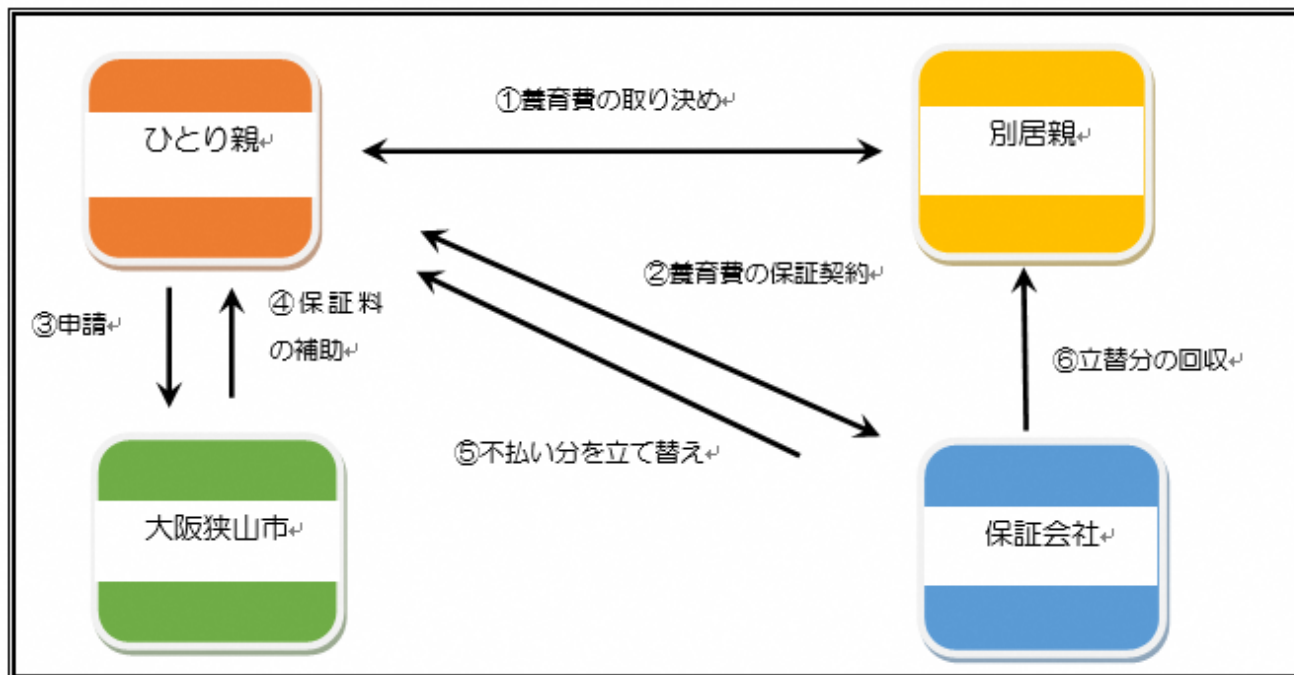 ①養育費の取り決め↵
ひとり親↵
別居親↵
②養育費の保証契約↵
③申請↵
④保証料
の補助↵
⑥立替分の回収↵
⑤不払い分を立て替え↵
大阪狭山市↵
保証会社↵